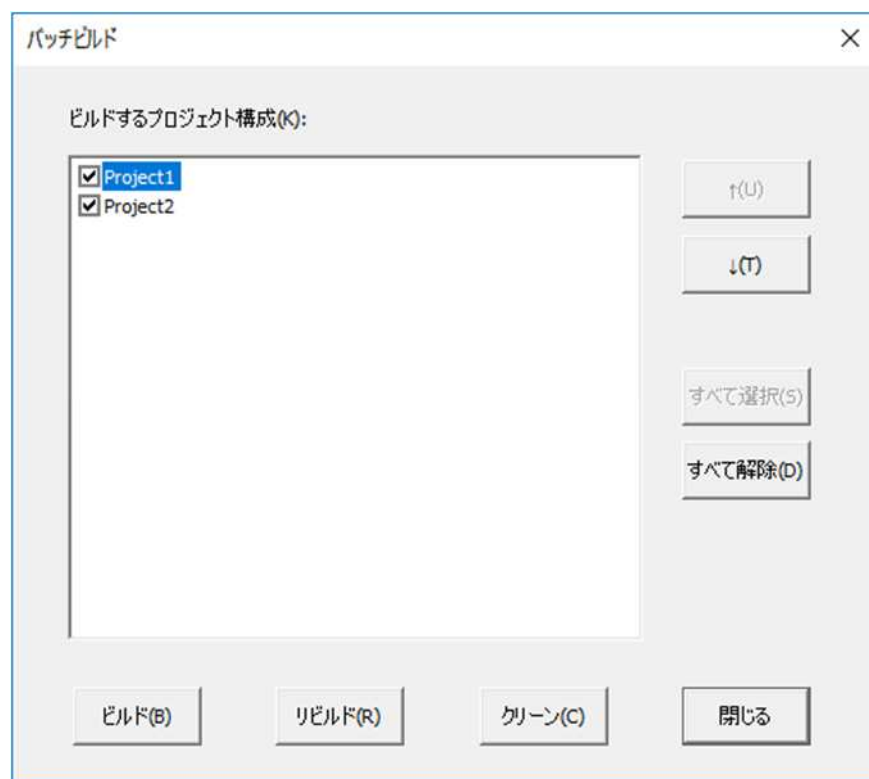 バッチビルド
ビルドするプロジェクト構成(K):
Project1
Project2
↑(U)
↓(T)
すべて選択(S)
すべて解除(D)
ビルド(B)
リビルド(R)
クリーン(C)
閉じる